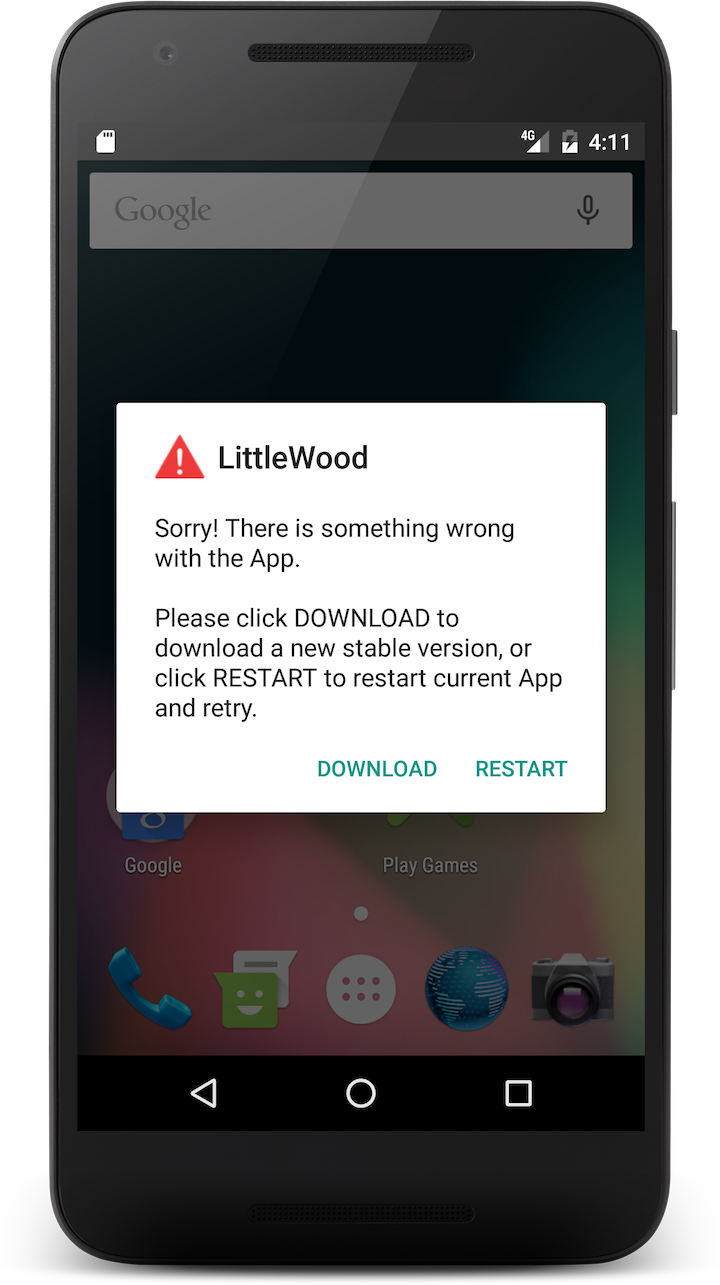 4G 4:11
Google
LittleWood
Sorry! There is something wrong
with the App.
Please click DOWNLOAD to
download a new stable version, or
click RESTART to restart current App
and retry.
DOWNLOAD RESTART
8
Google Play Games